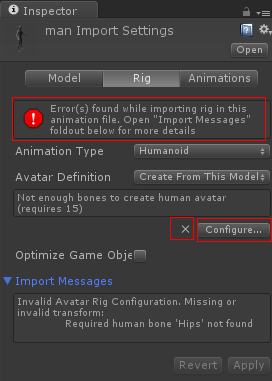 Inspector
man Import Settings
Open
Model Rig Animations
Error(s) found while importing rig in this
animation file. Open "Import Messages"
foldout below for more details
Animation Type Humanoid
Avatar Definition Create From This Model
Not enough bones to create human avatar
(requires 15)
Configure...
Optimize Game Obje
Import Messages
Invalid Avatar Rig Configuration. Missing or
invalid transform:
Required human bone 'Hips' not found
Revert Apply